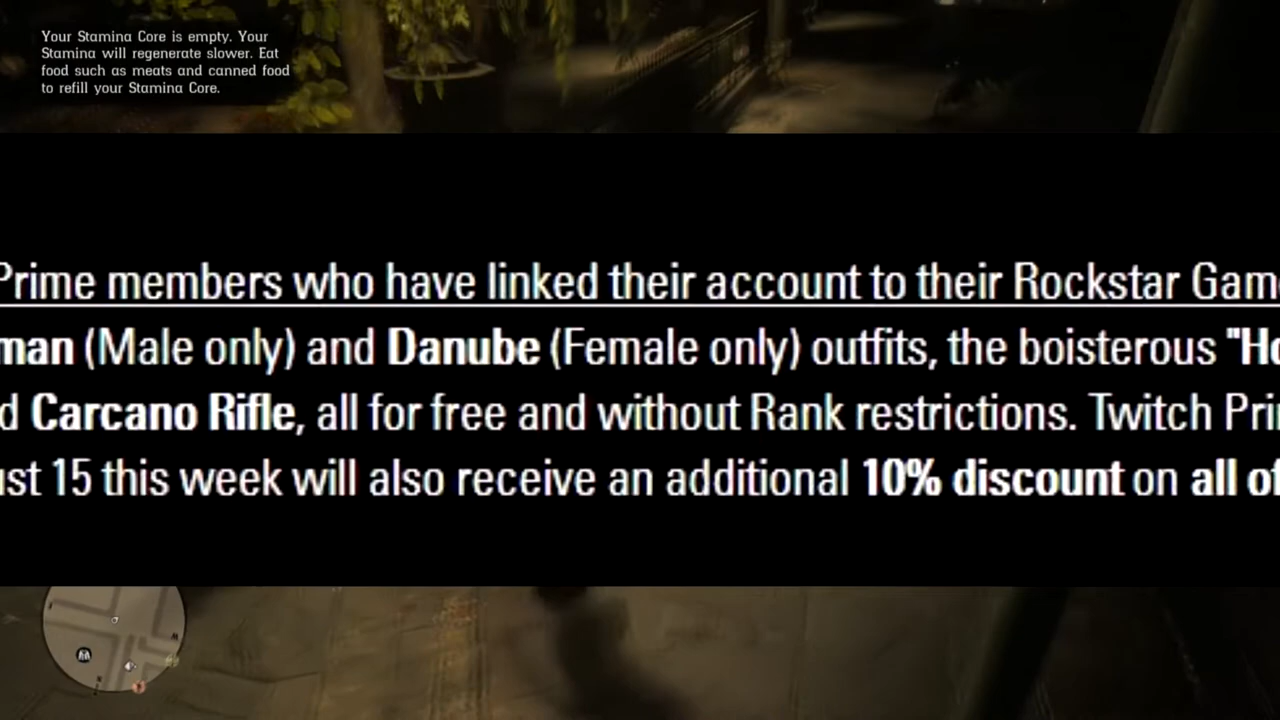 Your Stamina Core is empty. Your
Stamina will regenerate slower. Eat
food such as meats and canned food
to refill your Stamina Core.
Prime members who have linked their account to their Rockstar Gam
man (Male only) and Danube (Female only) outfits, the boisterous "Ho
d Carcano Rifle, all for free and without Rank restrictions. Twitch Pri
ust 15 this week will also receive an additional 10% discount on all of